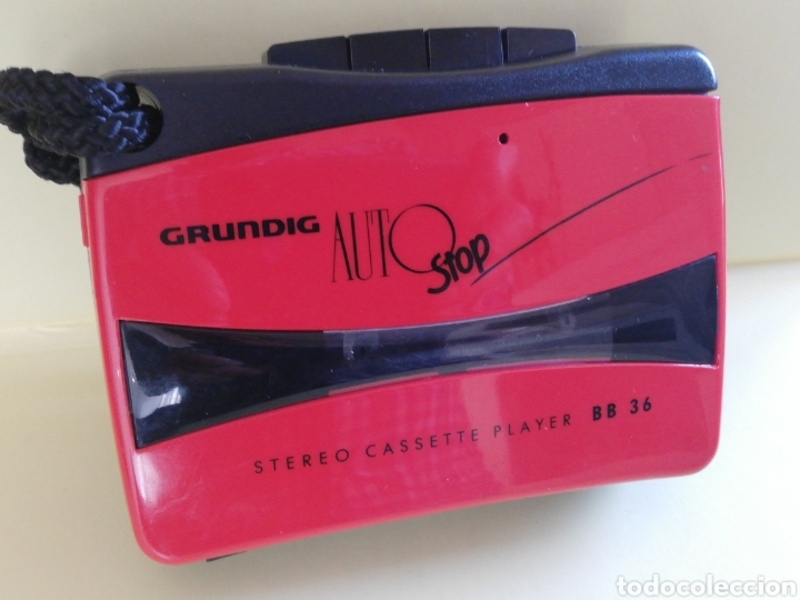 GRUNDIG AUTO Stop
STEREO CASSETTE PLAYER BB 36
todocoleccion